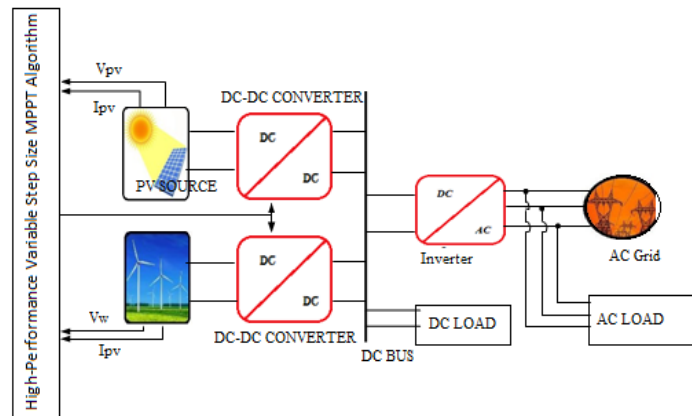 High-Performance Variable Step Size MPPT Algorithm
Vpv
Ipv
PV SOURCE
DC-DC CONVERTER
DC
DC
DC
DC
DC-DC CONVERTER
Vw
Ipv
DC BUS
DC
AC
Inverter
DC LOAD
AC Grid
AC LOAD